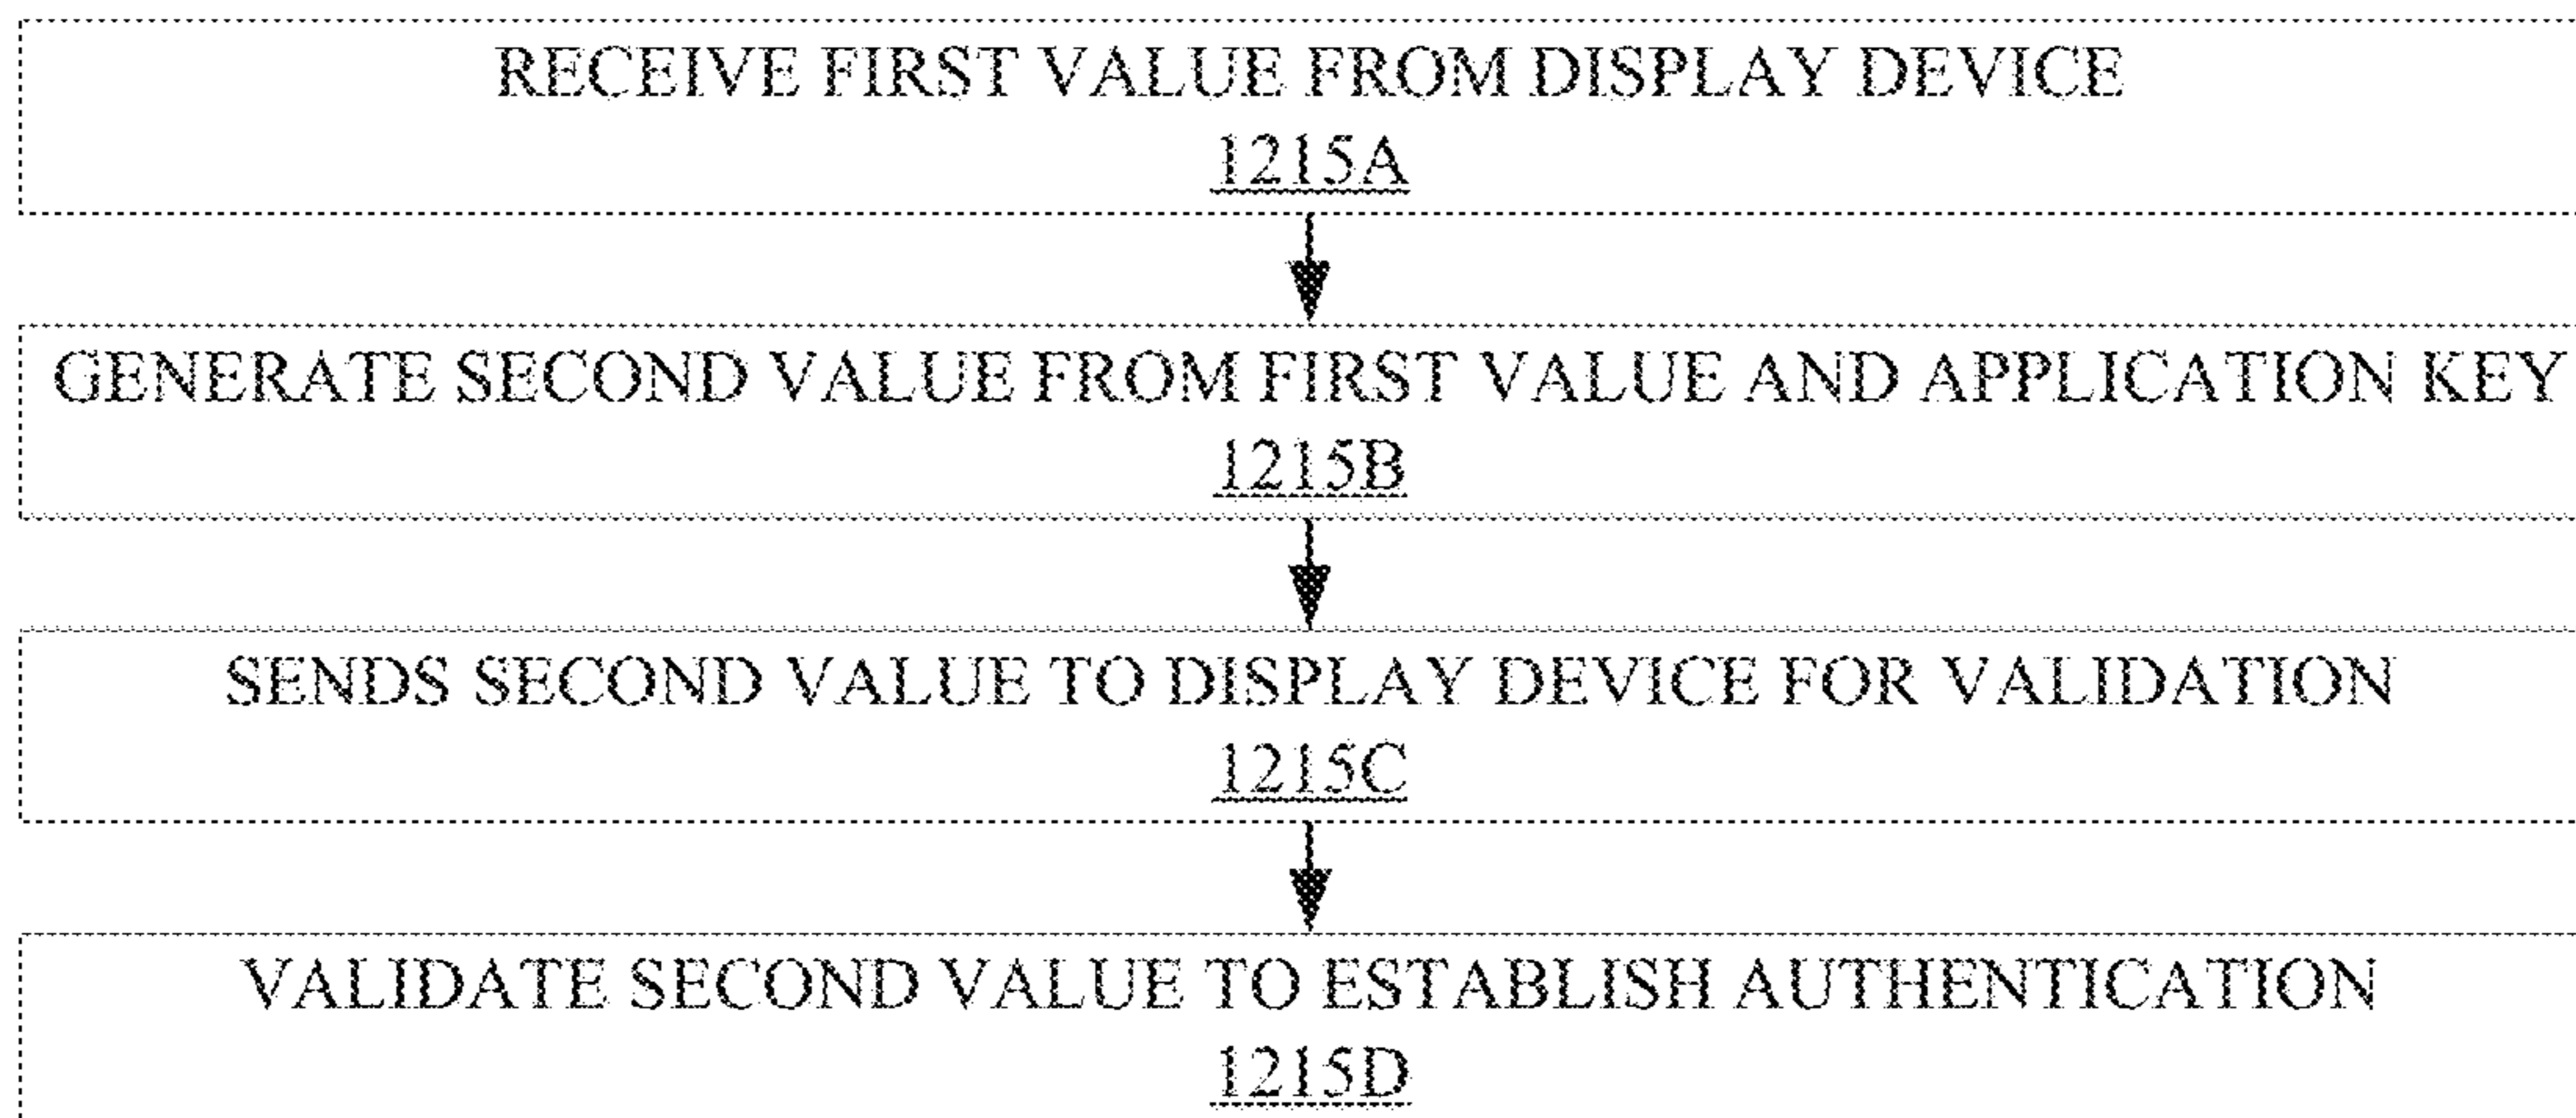 RECEIVE FIRST VALUE FROM DISPLAY DEVICE
1215A
GENERATE SECOND VALUE FROM FIRST VALUE AND APPLICATION KEY
1215B
SENDS SECOND VALUE TO DISPLAY DEVICE FOR VALIDATION
1215C
VALIDATE SECOND VALUE TO ESTABLISH AUTHENTICATION
1215D